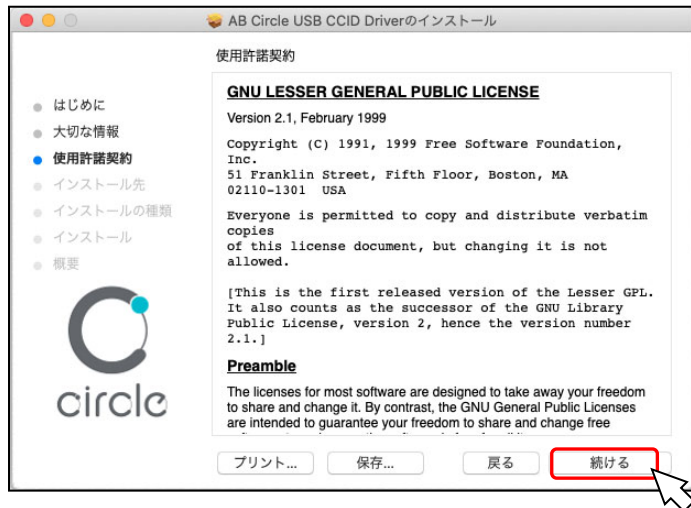 AB Circle USB CCID Driverのインストール
使用許諾契約
はじめに
大切な情報
使用許諾契約
インストール先
インストールの種類
インストール
概要
circle
GNU LESSER GENERAL PUBLIC LICENSE
Version 2.1, February 1999
Copyright (C) 1991, 1999 Free Software Foundation,
Inc.
51 Franklin Street, Fifth Floor, Boston, MA
02110-1301  USA
Everyone is permitted to copy and distribute verbatim
copies
of this license document, but changing it is not
allowed.
[This is the first released version of the Lesser GPL.
It also counts as the successor of the GNU Library
Public License, version 2, hence the version number
2.1.]
Preamble
The licenses for most software are designed to take away your freedom
to share and change it. By contrast, the GNU General Public Licenses
are intended to guarantee your freedom to share and change free
プリント...
保存...
戻る
続ける